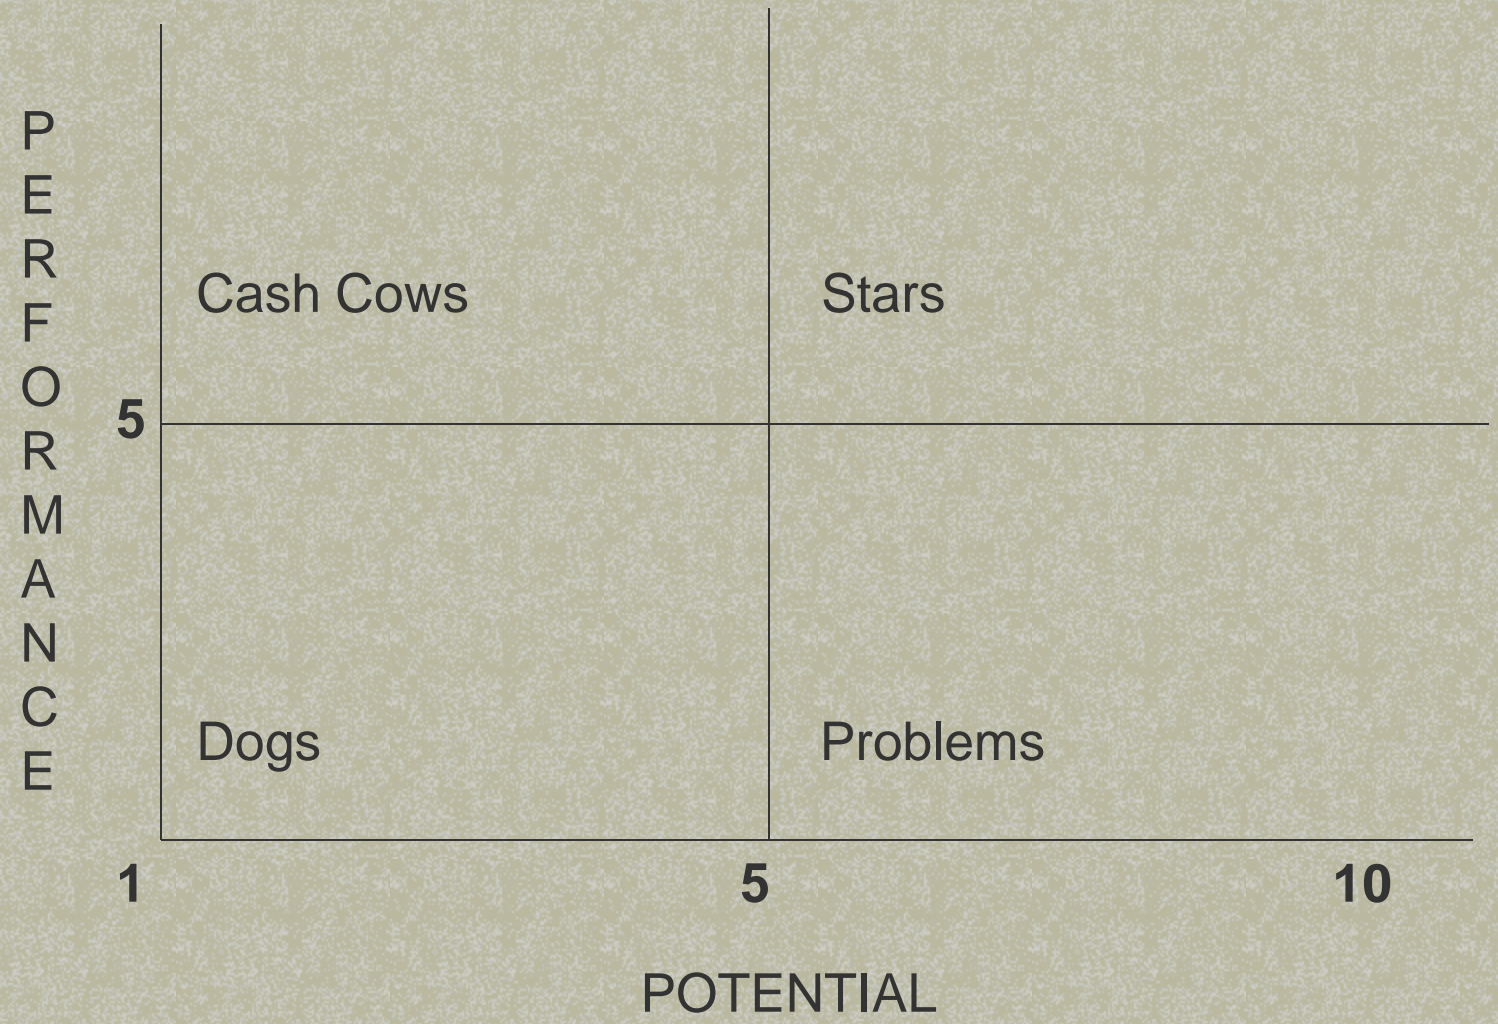 PERFORMANCE
Cash Cows
Stars
5
Dogs
Problems
1
5
10
POTENTIAL